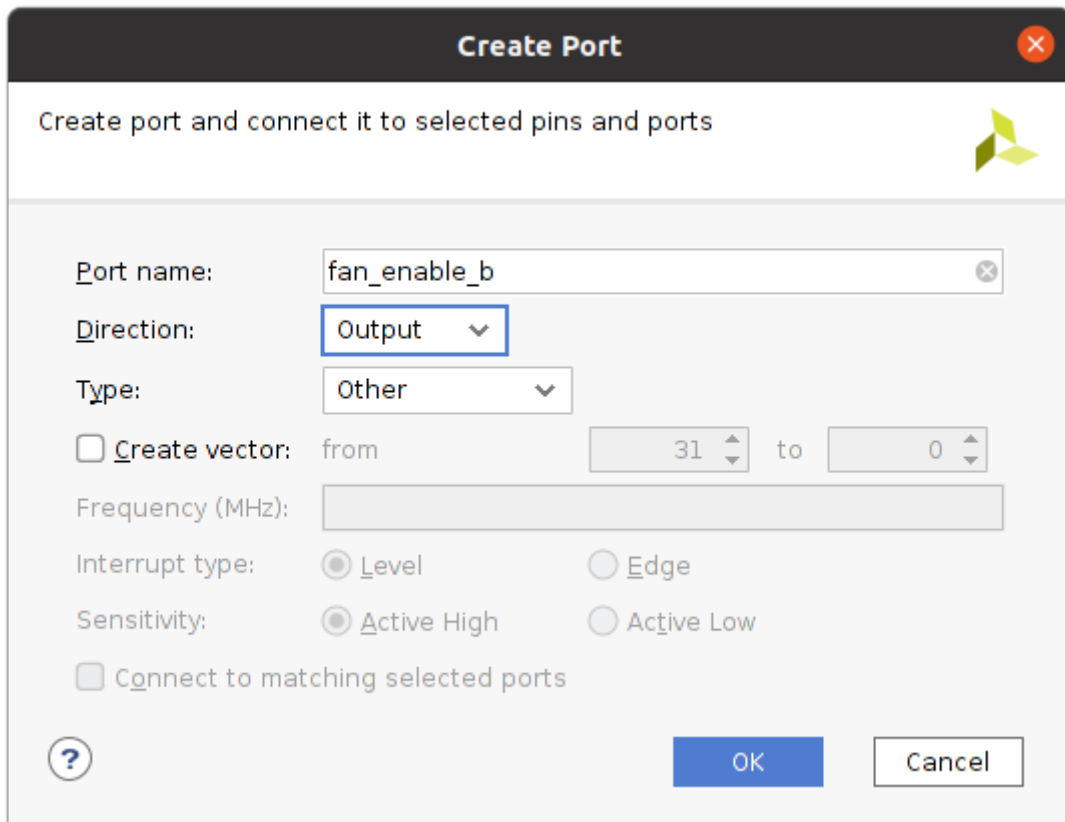 Create Port
Create port and connect it to selected pins and ports
Port name: fan_enable_b
Direction: Output
Type: Other
Create vector: from 31 to 0
Frequency (MHz):
Interrupt type: Level Edge
Sensitivity: Active High Active Low
Connect to matching selected ports
? OK Cancel